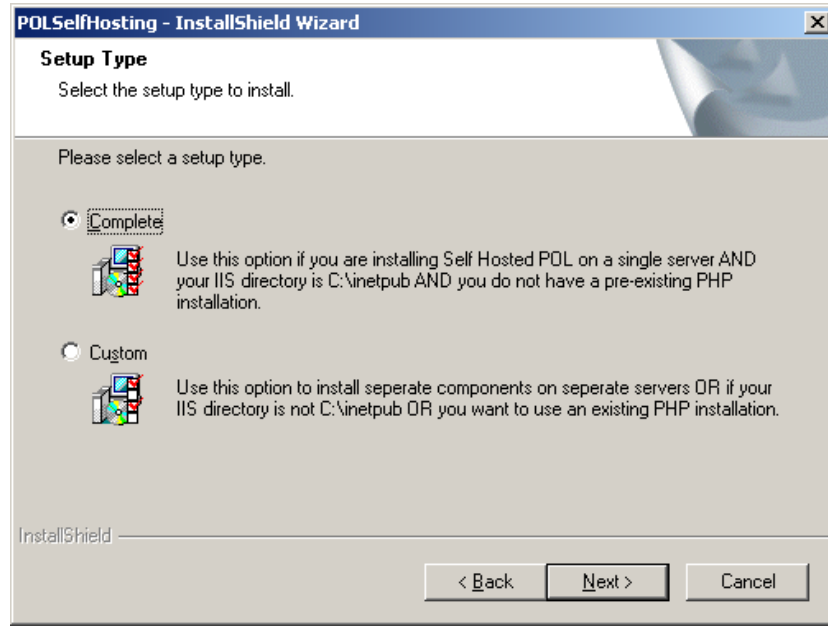 POLSelfHosting - InstallShield Wizard
Setup Type
Select the setup type to install.
Please select a setup type.
Complete
Use this option if you are installing Self Hosted POL on a single server AND
your IIS directory is C:\inetpub AND you do not have a pre-existing PHP
installation.
Custom
Use this option to install seperate components on seperate servers OR if your
IIS directory is not C:\inetpub OR you want to use an existing PHP installation.
InstallShield
< Back
Next >
Cancel